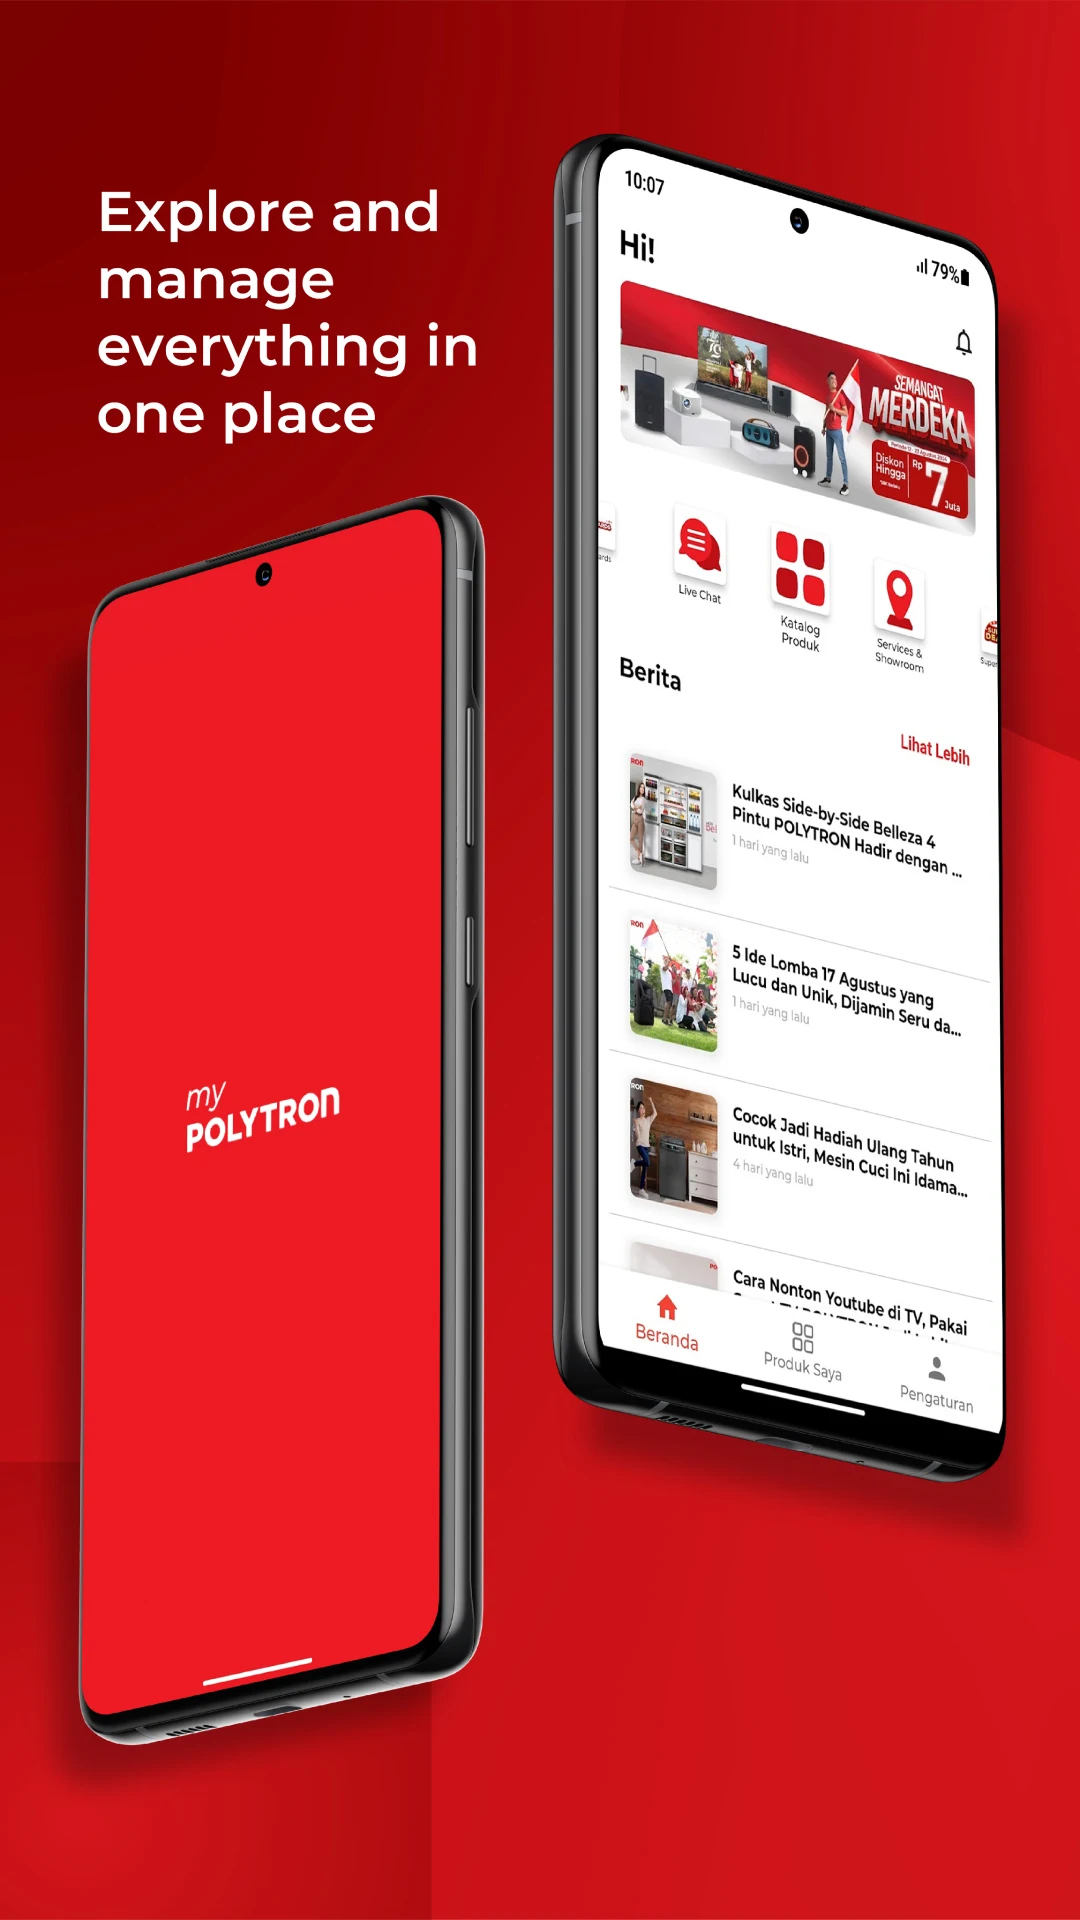 Explore and
manage
everything in
one place
my
POLYTRON
10:07
79%
Hi!
SEMANGAT
MERDEKA
Diskon
Hingga
Rp
7
Juta
Live Chat
Katalog
Produk
Services &
Showroom
Berita
Lihat Lebih
RON
Kulkas Side-by-Side Belleza 4
Pintu POLYTRON Hadir dengan ...
1 hari yang lalu
RON
5 Ide Lomba 17 Agustus yang
Lucu dan Unik, Dijamin Seru da...
1 hari yang lalu
RON
Cocok Jadi Hadiah Ulang Tahun
untuk Istri, Mesin Cuci Ini Idama...
4 hari yang lalu
Cara Nonton Youtube di TV, Pakai
Beranda
Produk Saya
Pengaturan